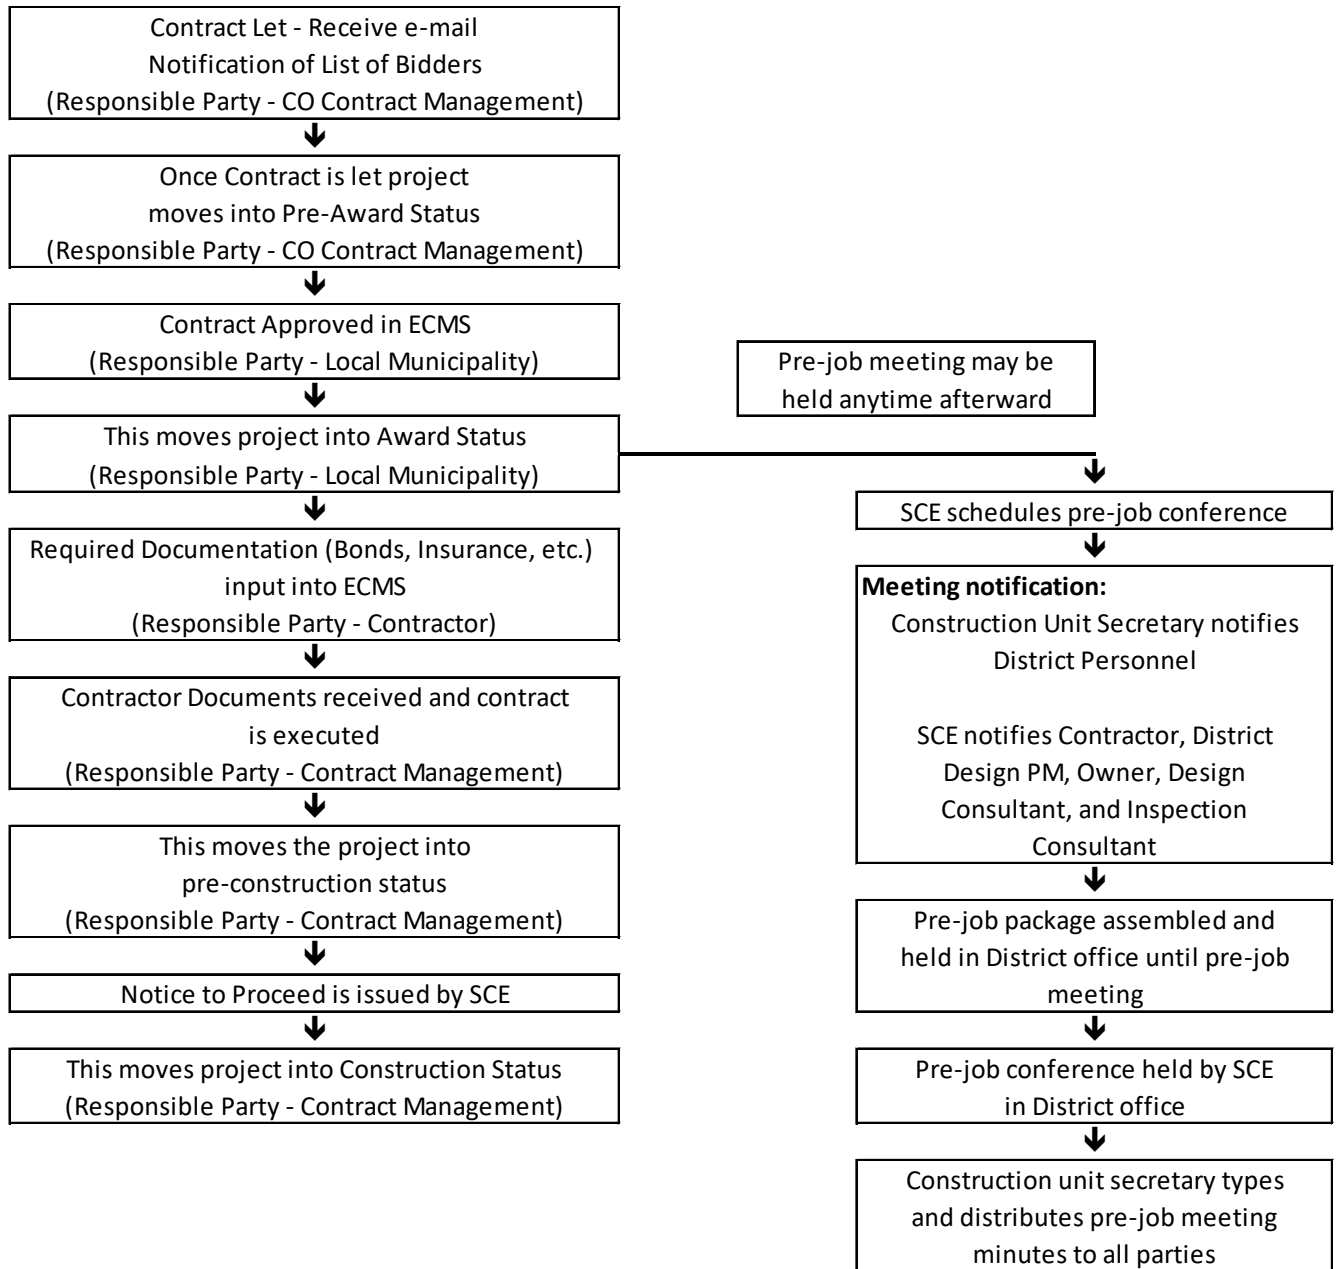 Contract Let - Receive e-mail
Notification of List of Bidders
(Responsible Party - CO Contract Management)
Once Contract is let project
moves into Pre-Award Status
(Responsible Party - CO Contract Management)
Contract Approved in ECMS
(Responsible Party - Local Municipality)
This moves project into Award Status
(Responsible Party - Local Municipality)
Required Documentation (Bonds, Insurance, etc.)
input into ECMS
(Responsible Party - Contractor)
Contractor Documents received and contract
is executed
(Responsible Party - Contract Management)
This moves the project into
pre-construction status
(Responsible Party - Contract Management)
Notice to Proceed is issued by SCE
This moves project into Construction Status
(Responsible Party - Contract Management)
Pre-job meeting may be
held anytime afterward
SCE schedules pre-job conference
Meeting notification:
Construction Unit Secretary notifies
District Personnel
SCE notifies Contractor, District
Design PM, Owner, Design
Consultant, and Inspection
Consultant
Pre-job package assembled and
held in District office until pre-job
meeting
Pre-job conference held by SCE
in District office
Construction unit secretary types
and distributes pre-job meeting
minutes to all parties